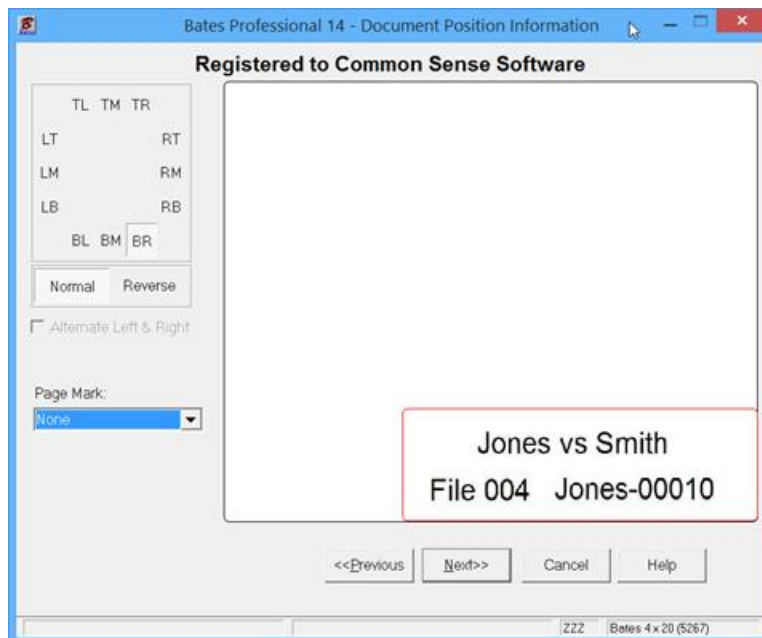 Bates Professional 14 - Document Position Information
Registered to Common Sense Software
TL TM TR
LT RT
LM RM
LB RB
BL BM BR
Normal Reverse
Alternate Left & Right
Page Mark:
None
Jones vs Smith
File 004 Jones-00010
<<Previous Next>> Cancel Help
ZZZ Bates 4 x 20 (5267)